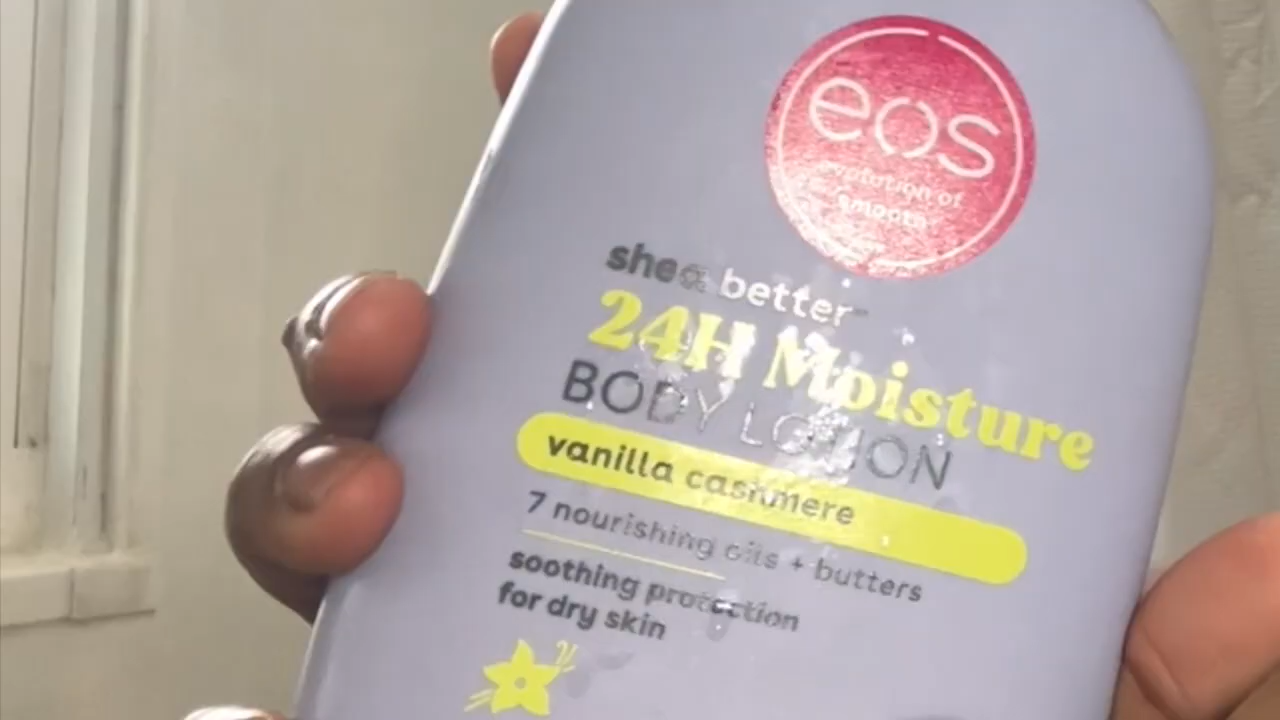 eos
evolution of
smooth
shea better
24H Moisture
BODY LOTION
vanilla cashmere
7 nourishing oils + butters
soothing protection
for dry skin